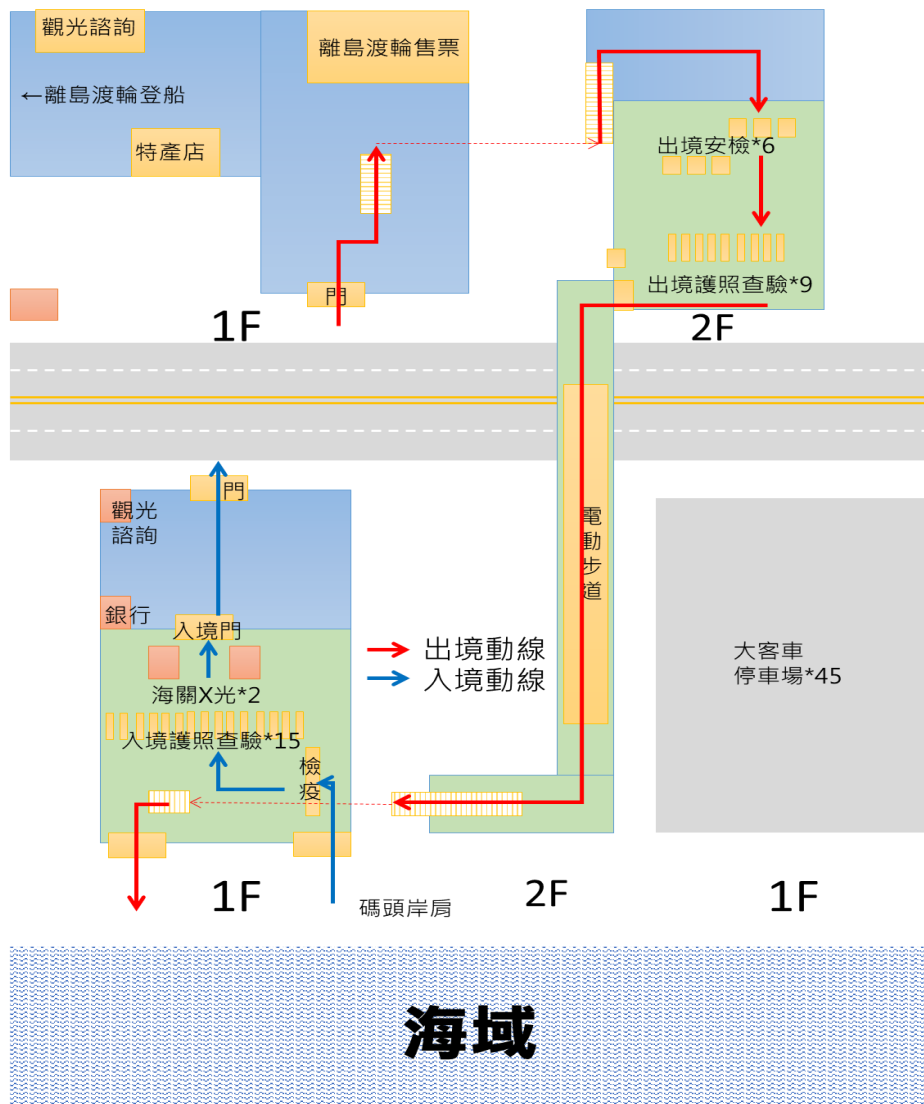 觀光諮詢
離島渡輪售票
←離島渡輪登船
特產店
出境安檢*6
門
出境護照查驗*9
1F
2F
門
觀光
諮詢
電動步道
銀行
入境門
出境動線
入境動線
大客車
停車場*45
海關X光*2
入境護照查驗*15
檢疫
1F
碼頭岸肩
2F
1F
海域